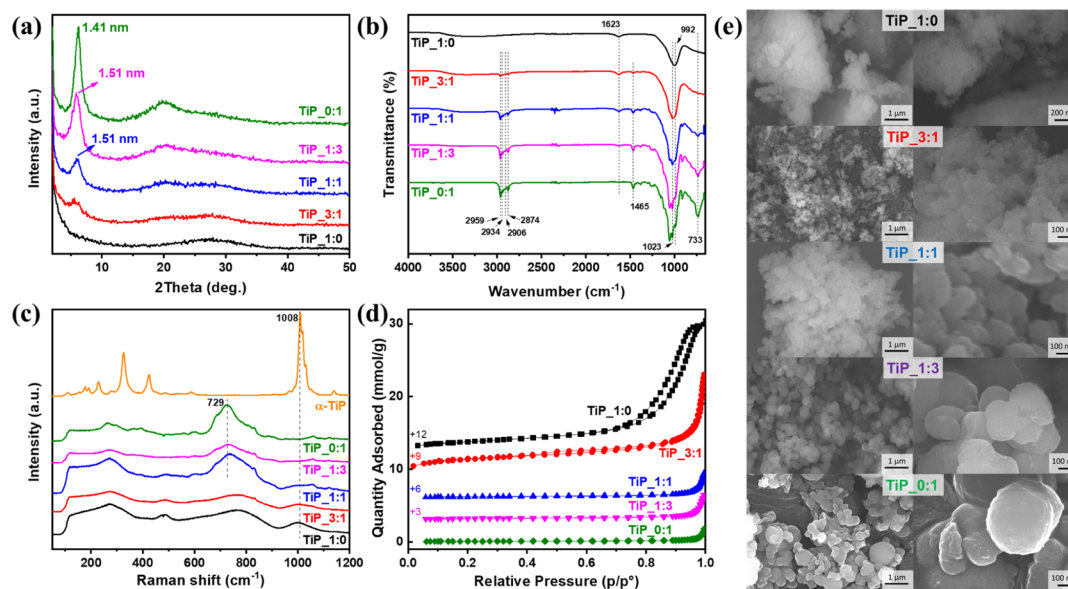 (a)
1.41 nm
1.51 nm
1.51 nm
TiP_0:1
TiP_1:3
TiP_1:1
TiP_3:1
TiP_1:0
Intensity (a.u.)
10
20
30
40
50
2Theta (deg.)
(b)
1623
992
TiP_1:0
TiP_3:1
TiP_1:1
TiP_1:3
TiP_0:1
2959
2934
2874
2906
1465
1023
733
Transmittance (%)
4000
3500
3000
2500
2000
1500
1000
Wavenumber (cm⁻¹)
(c)
1008
α-TiP
729
TiP_0:1
TiP_1:3
TiP_1:1
TiP_3:1
TiP_1:0
Intensity (a.u.)
200
400
600
800
1000
1200
Raman shift (cm⁻¹)
(d)
30
20
10
0
+12
TiP_1:0
+9
TiP_3:1
+6
TiP_1:1
+3
TiP_1:3
TiP_0:1
Quantity Adsorbed (mmol/g)
0.0
0.2
0.4
0.6
0.8
1.0
Relative Pressure (p/p°)
(e)
TiP_1:0
1 μm
200 nm
TiP_3:1
1 μm
100 nm
TiP_1:1
1 μm
100 nm
TiP_1:3
1 μm
100 nm
TiP_0:1
1 μm
100 nm